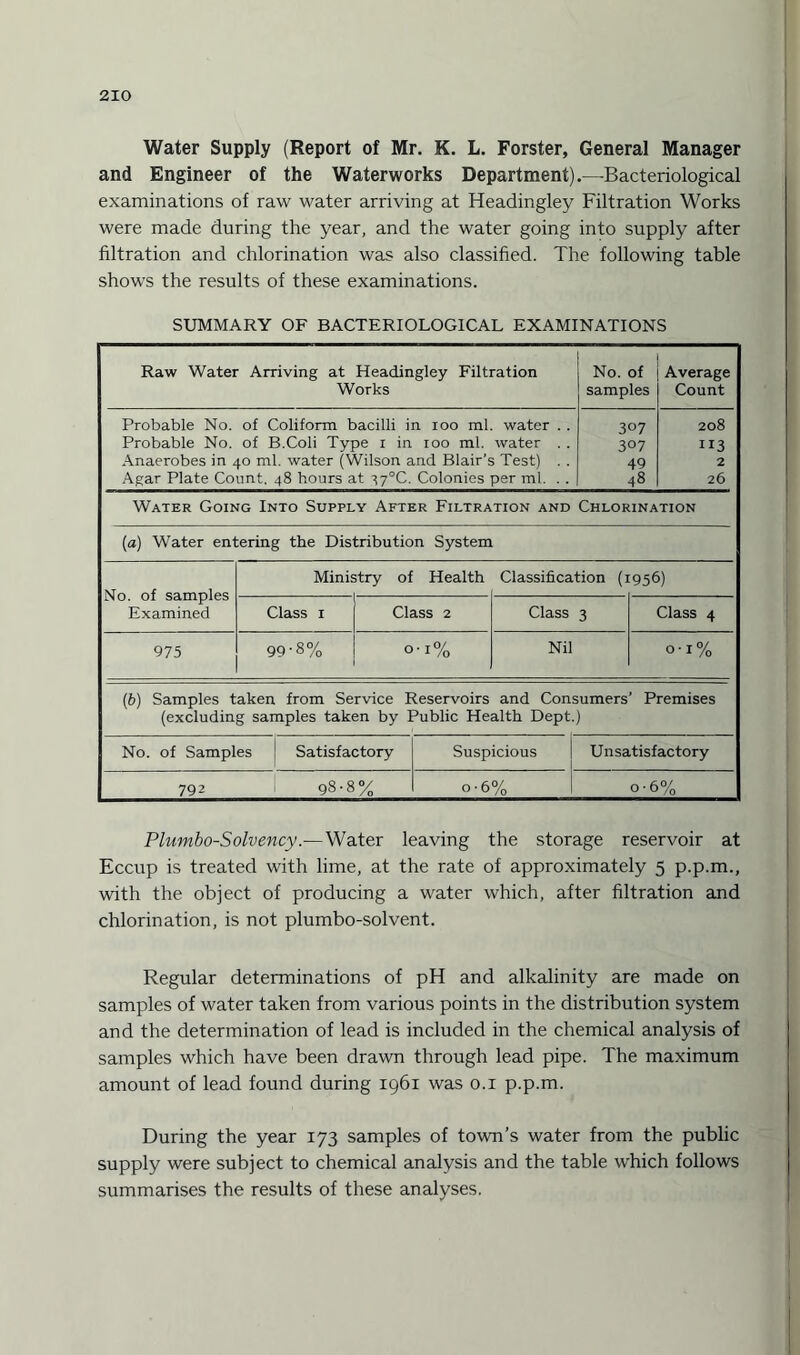 210
Water Supply (Report of Mr. K. L. Forster, General Manager
and Engineer of the Waterworks Department).—Bacteriological
examinations of raw water arriving at Headingley Filtration Works
were made during the year, and the water going into supply after
filtration and chlorination was also classified. The following table
shows the results of these examinations.
SUMMARY OF BACTERIOLOGICAL EXAMINATIONS
Raw Water Arriving at Headingley Filtration Works No. of samples Average Count
Probable No. of Coliform bacilli in 100 ml. water . . 307 208
Probable No. of B.Coli Type 1 in 100 ml. water . . 307 113
Anaerobes in 40 ml. water (Wilson and Blair's Test) . . 49 2
Agar Plate Count, 48 hours at 37°C. Colonies per ml. . . 48 26
Water Going Into Supply After Filtration and Chlorination
(a) Water entering the Distribution System
No. of samples Examined Ministry of Health Classification (1956)
Class 1 Class 2 Class 3 Class 4
975 99·8% 0·1% Nil 0·1%
(b) Samples taken from Service Reservoirs and Consumers' Premises
(excluding samples taken by Public Health Dept.)
No. of Samples Satisfactory Suspicious Unsatisfactory
792 98·8% 0·6% 0·6%
Plumbo-Solvency.—Water leaving the storage reservoir at
Eccup is treated with lime, at the rate of approximately 5 p.p.m.,
with the object of producing a water which, after filtration and
chlorination, is not plumbo-solvent.
Regular determinations of pH and alkalinity are made on
samples of water taken from various points in the distribution system
and the determination of lead is included in the chemical analysis of
samples which have been drawn through lead pipe. The maximum
amount of lead found during 1961 was 0.1 p.p.m.
During the year 173 samples of town's water from the public
supply were subject to chemical analysis and the table which follows
summarises the results of these analyses.